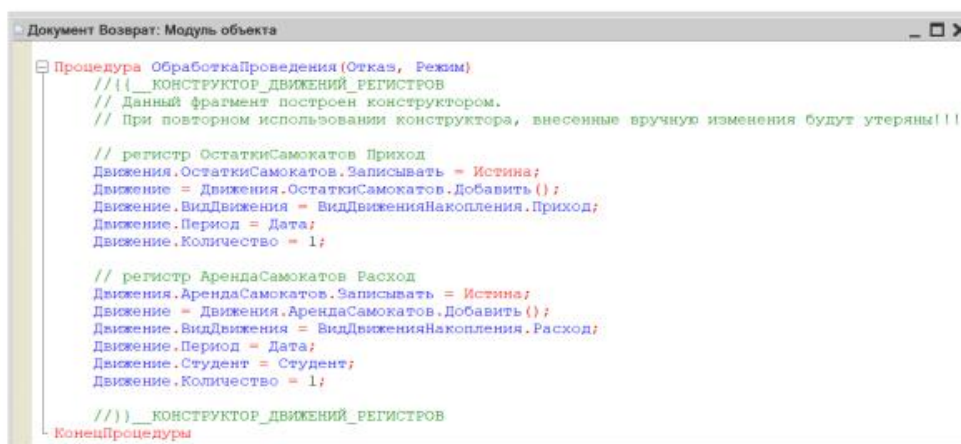 Документ Возврат: Модуль объекта
Процедура ОбработкаПроведения(Отказ, Режим)
//{{__КОНСТРУКТОР_ДВИЖЕНИЙ_РЕГИСТРОВ
// Данный фрагмент построен конструктором.
// При повторном использовании конструктора, внесенные вручную изменения будут утеряны!!!
// регистр ОстаткиСамокатов Приход
Движения.ОстаткиСамокатов.Записывать = Истина;
Движение = Движения.ОстаткиСамокатов.Добавить();
Движение.ВидДвижения = ВидДвиженияНакопления.Приход;
Движение.Период = Дата;
Движение.Количество = 1;
// регистр АрендаСамокатов Расход
Движения.АрендаСамокатов.Записывать = Истина;
Движение = Движения.АрендаСамокатов.Добавить();
Движение.ВидДвижения = ВидДвиженияНакопления.Расход;
Движение.Период = Дата;
Движение.Студент = Студент;
Движение.Количество = 1;
//}}__КОНСТРУКТОР_ДВИЖЕНИЙ_РЕГИСТРОВ
КонецПроцедуры